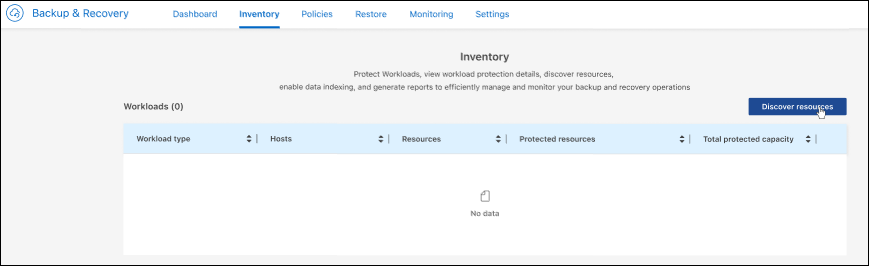 Backup & Recovery Dashboard Inventory Policies Restore Monitoring Settings
Inventory
Protect Workloads, view workload protection details, discover resources,
enable data indexing, and generate reports to efficiently manage and monitor your backup and recovery operations
Workloads (0) Discover resources
Workload type Hosts Resources Protected resources Total protected capacity
No data